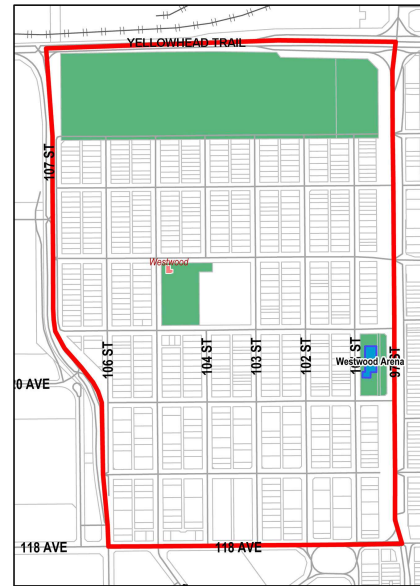 YELLOWHEAD TRAIL
107 ST
Westwood
106 ST
104 ST
103 ST
102 ST
Westwood Arena
97 ST
0 AVE
118 AVE
118 AVE